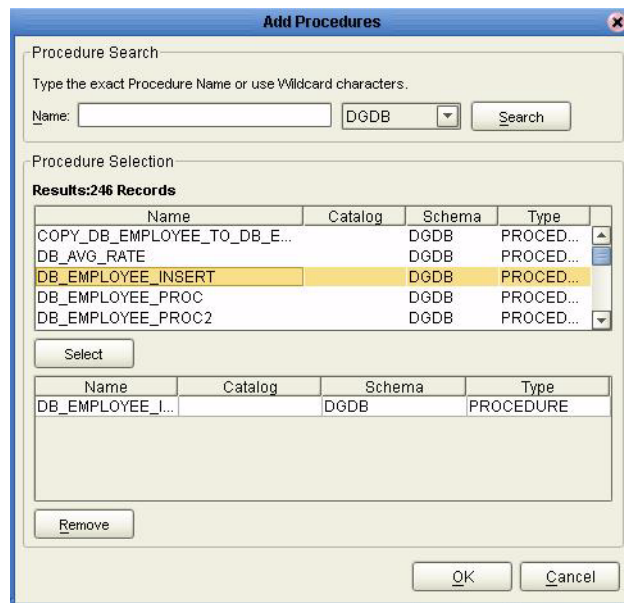 Add Procedures
Procedure Search
Type the exact Procedure Name or use Wildcard characters.
Name: DGDB Search
Procedure Selection
Results:246 Records
Name Catalog Schema Type
COPY_DB_EMPLOYEE_TO_DB_E... DGDB PROCED...
DB_AVG_RATE DGDB PROCED...
DB_EMPLOYEE_INSERT DGDB PROCED...
DB_EMPLOYEE_PROC DGDB PROCED...
DB_EMPLOYEE_PROC2 DGDB PROCED...
Select
Name Catalog Schema Type
DB_EMPLOYEE_I... DGDB PROCEDURE
Remove
OK Cancel